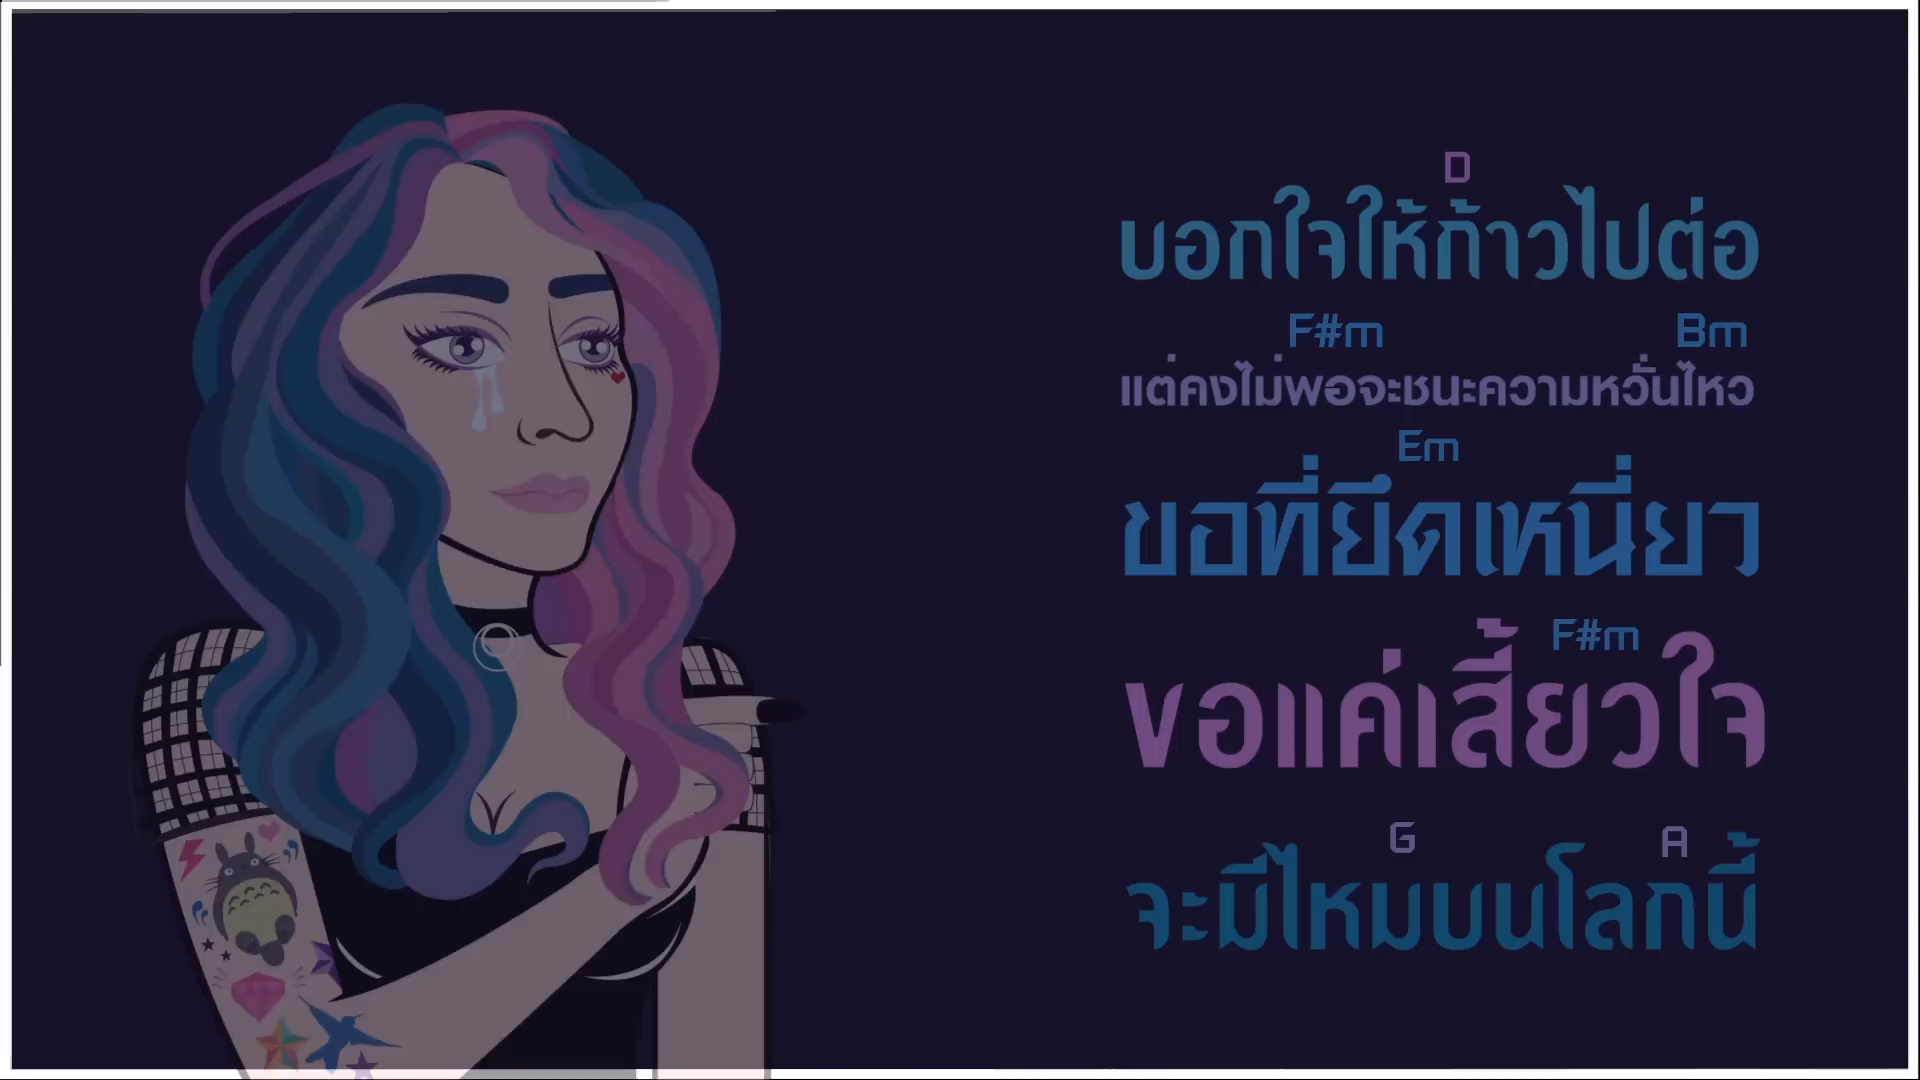 D
บอกใจให้ก้าวไปต่อ
F#m Bm
แต่คงไม่พอจะชนะความหวั่นไหว
Em
ขอที่ยึดเหนี่ยว
F#m
ขอแค่เสี้ยวใจ
G A
จะมีไหมบนโลกนี้